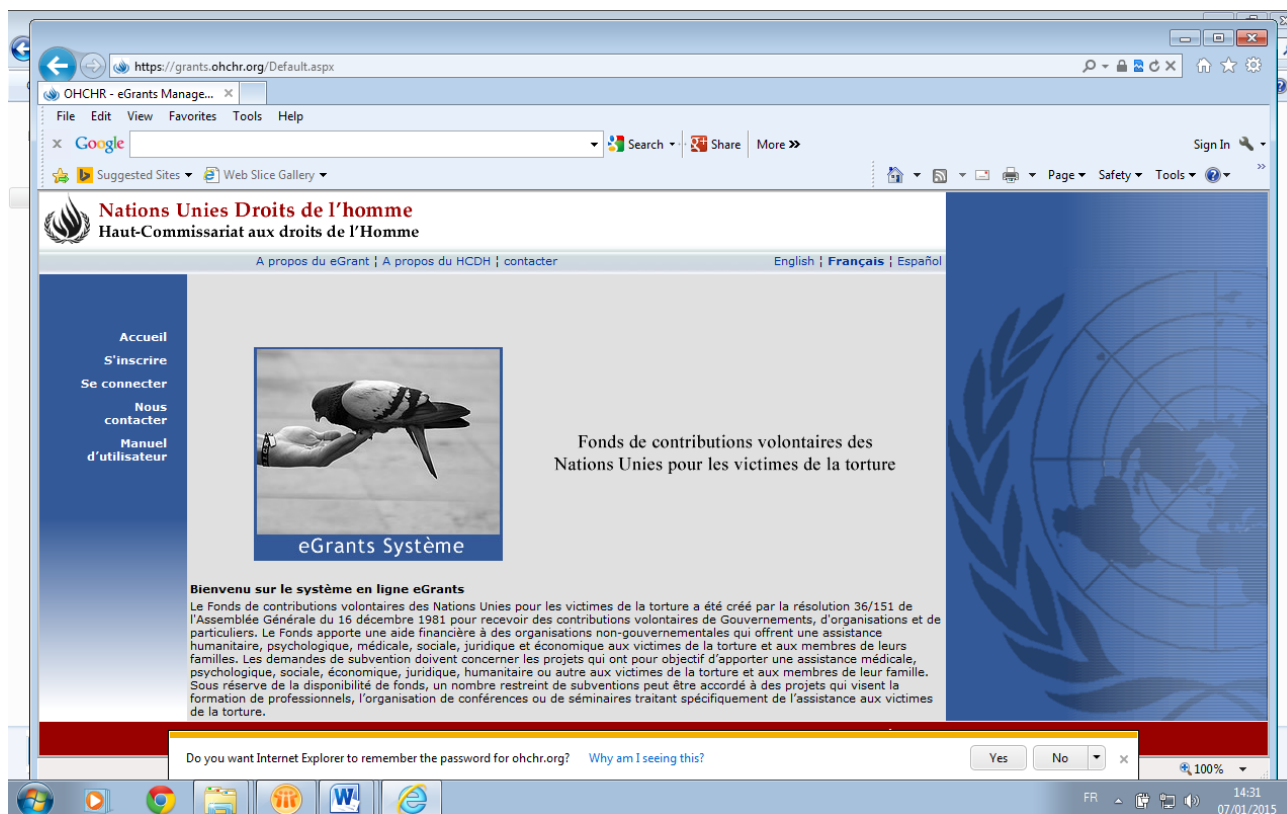 https://grants.ohchr.org/Default.aspx
OHCHR - eGrants Manage...
File Edit View Favorites Tools Help
x Google Search Share More » Sign In
Suggested Sites Web Slice Gallery Page Safety Tools
Nations Unies Droits de l'homme
Haut-Commissariat aux droits de l'Homme
A propos du eGrant ¦ A propos du HCDH ¦ contacter English ¦ Français ¦ Español
Accueil
S'inscrire
Se connecter
Nous
contacter
Manuel
d'utilisateur
eGrants Système
Fonds de contributions volontaires des
Nations Unies pour les victimes de la torture
Bienvenu sur le système en ligne eGrants
Le Fonds de contributions volontaires des Nations Unies pour les victimes de la torture a été créé par la résolution 36/151 de
l'Assemblée Générale du 16 décembre 1981 pour recevoir des contributions volontaires de Gouvernements, d'organisations et de
particuliers. Le Fonds apporte une aide financière à des organisations non-gouvernementales qui offrent une assistance
humanitaire, psychologique, médicale, sociale, juridique et économique aux victimes de la torture et aux membres de leurs
familles. Les demandes de subvention doivent concerner les projets qui ont pour objectif d'apporter une assistance médicale,
psychologique, sociale, économique, juridique, humanitaire ou autre aux victimes de la torture et aux membres de leur famille.
Sous réserve de la disponibilité de fonds, un nombre restreint de subventions peut être accordé à des projets qui visent la
formation de professionnels, l'organisation de conférences ou de séminaires traitant spécifiquement de l'assistance aux victimes
de la torture.
Do you want Internet Explorer to remember the password for ohchr.org? Why am I seeing this? Yes No
100%
FR 14:31
07/01/2015